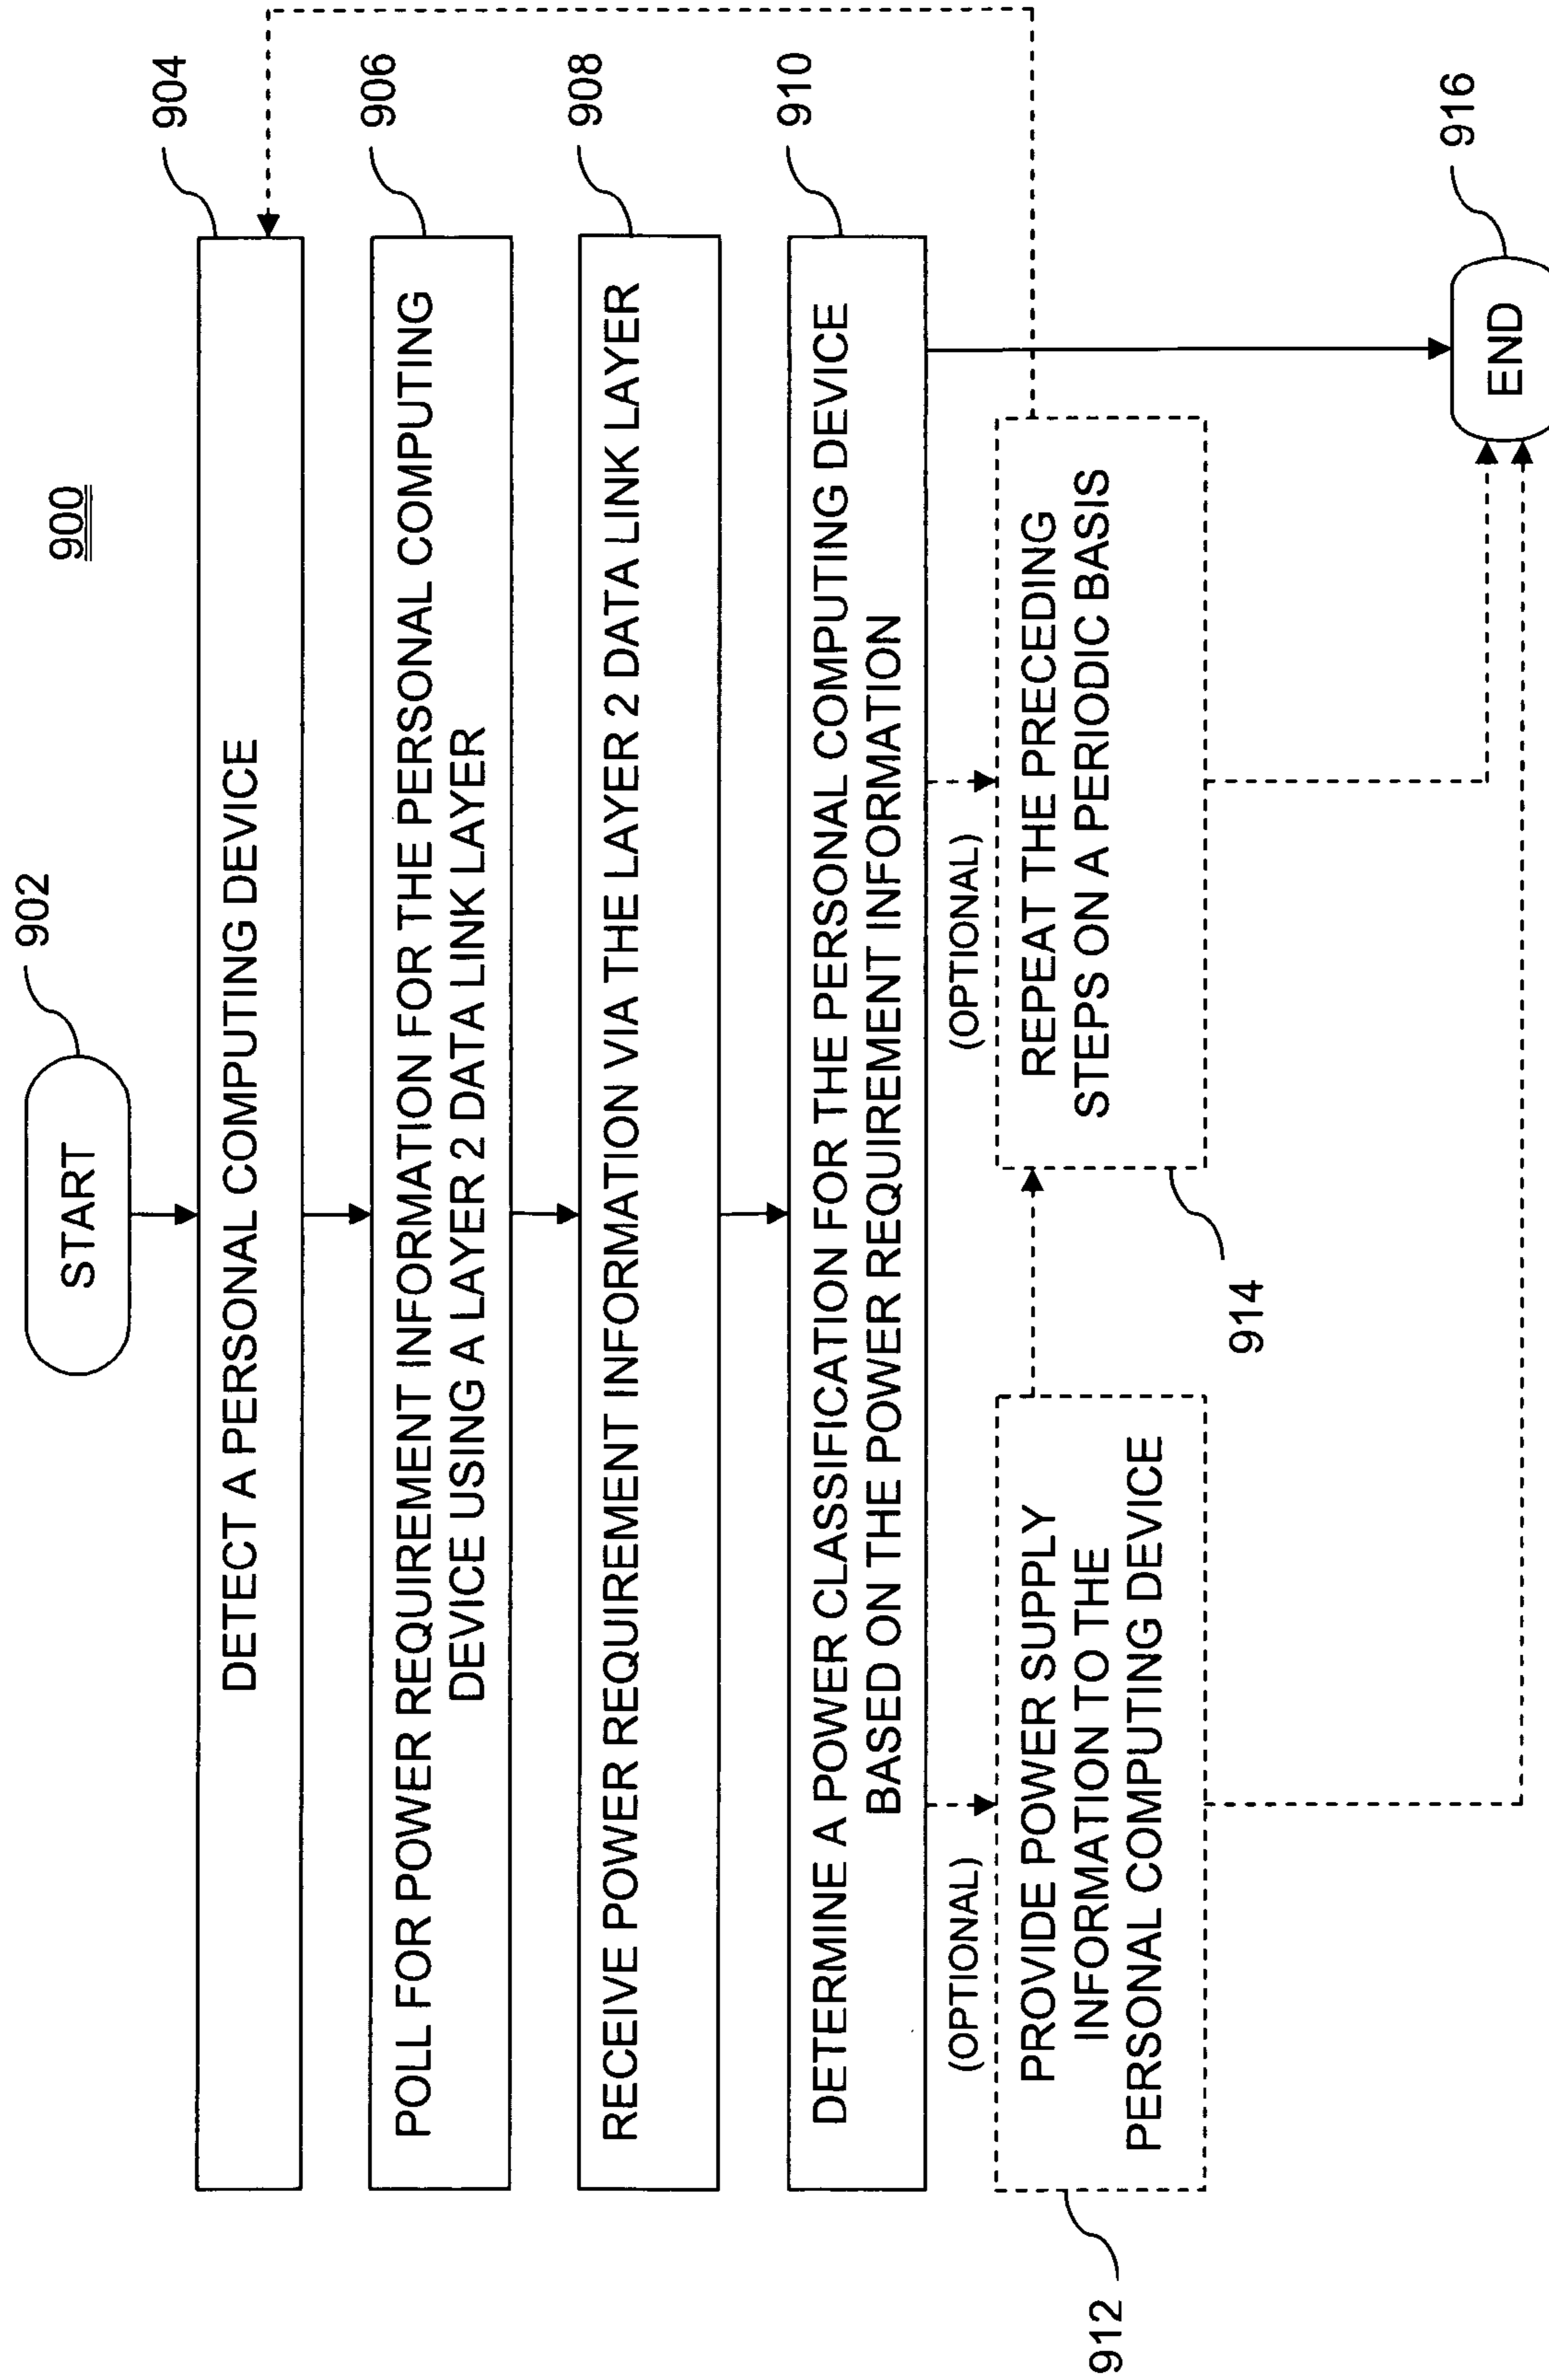 900
902
START
904
DETECT A PERSONAL COMPUTING DEVICE
906
POLL FOR POWER REQUIREMENT INFORMATION FOR THE PERSONAL COMPUTING
DEVICE USING A LAYER 2 DATA LINK LAYER
908
RECEIVE POWER REQUIREMENT INFORMATION VIA THE LAYER 2 DATA LINK LAYER
910
DETERMINE A POWER CLASSIFICATION FOR THE PERSONAL COMPUTING DEVICE
BASED ON THE POWER REQUIREMENT INFORMATION
(OPTIONAL)
(OPTIONAL)
912
PROVIDE POWER SUPPLY
INFORMATION TO THE
PERSONAL COMPUTING DEVICE
REPEAT THE PRECEDING
STEPS ON A PERIODIC BASIS
914
916
END